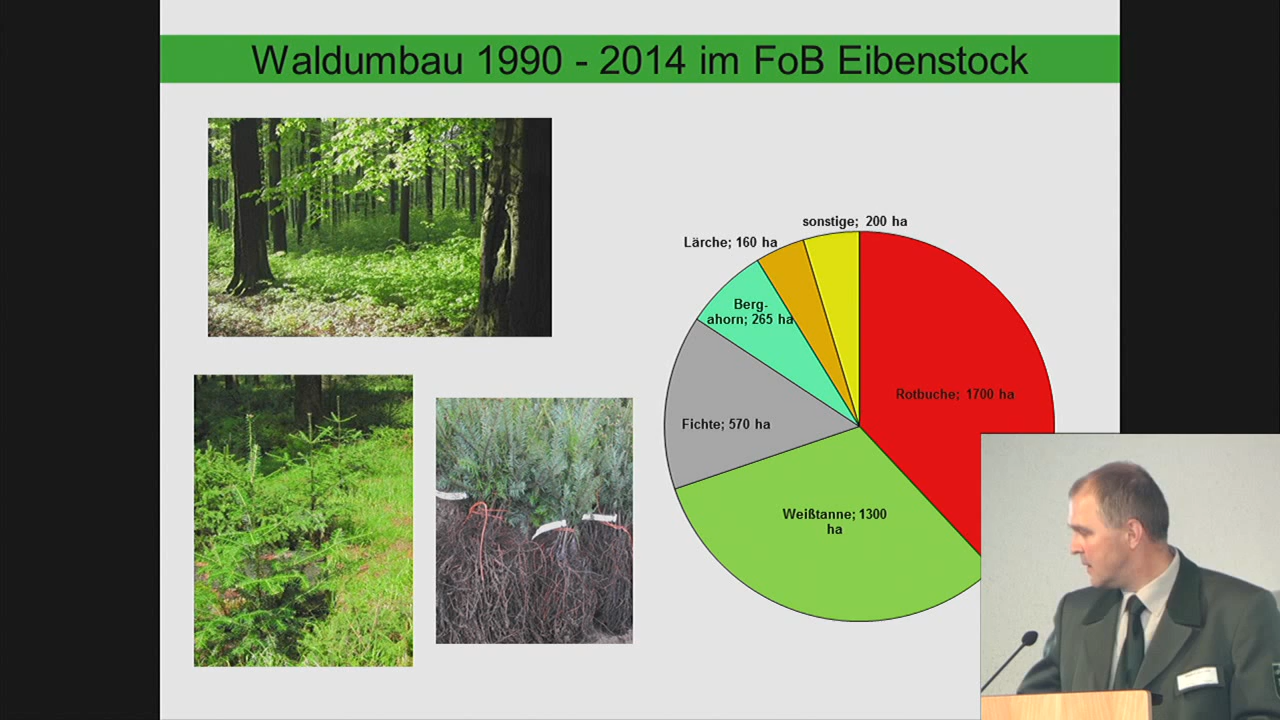 Waldumbau 1990 - 2014 im FoB Eibenstock
sonstige; 200 ha
Lärche; 160 ha
Berg-
ahorn; 265 ha
Rotbuche; 1700 ha
Fichte; 570 ha
Weißtanne; 1300
ha